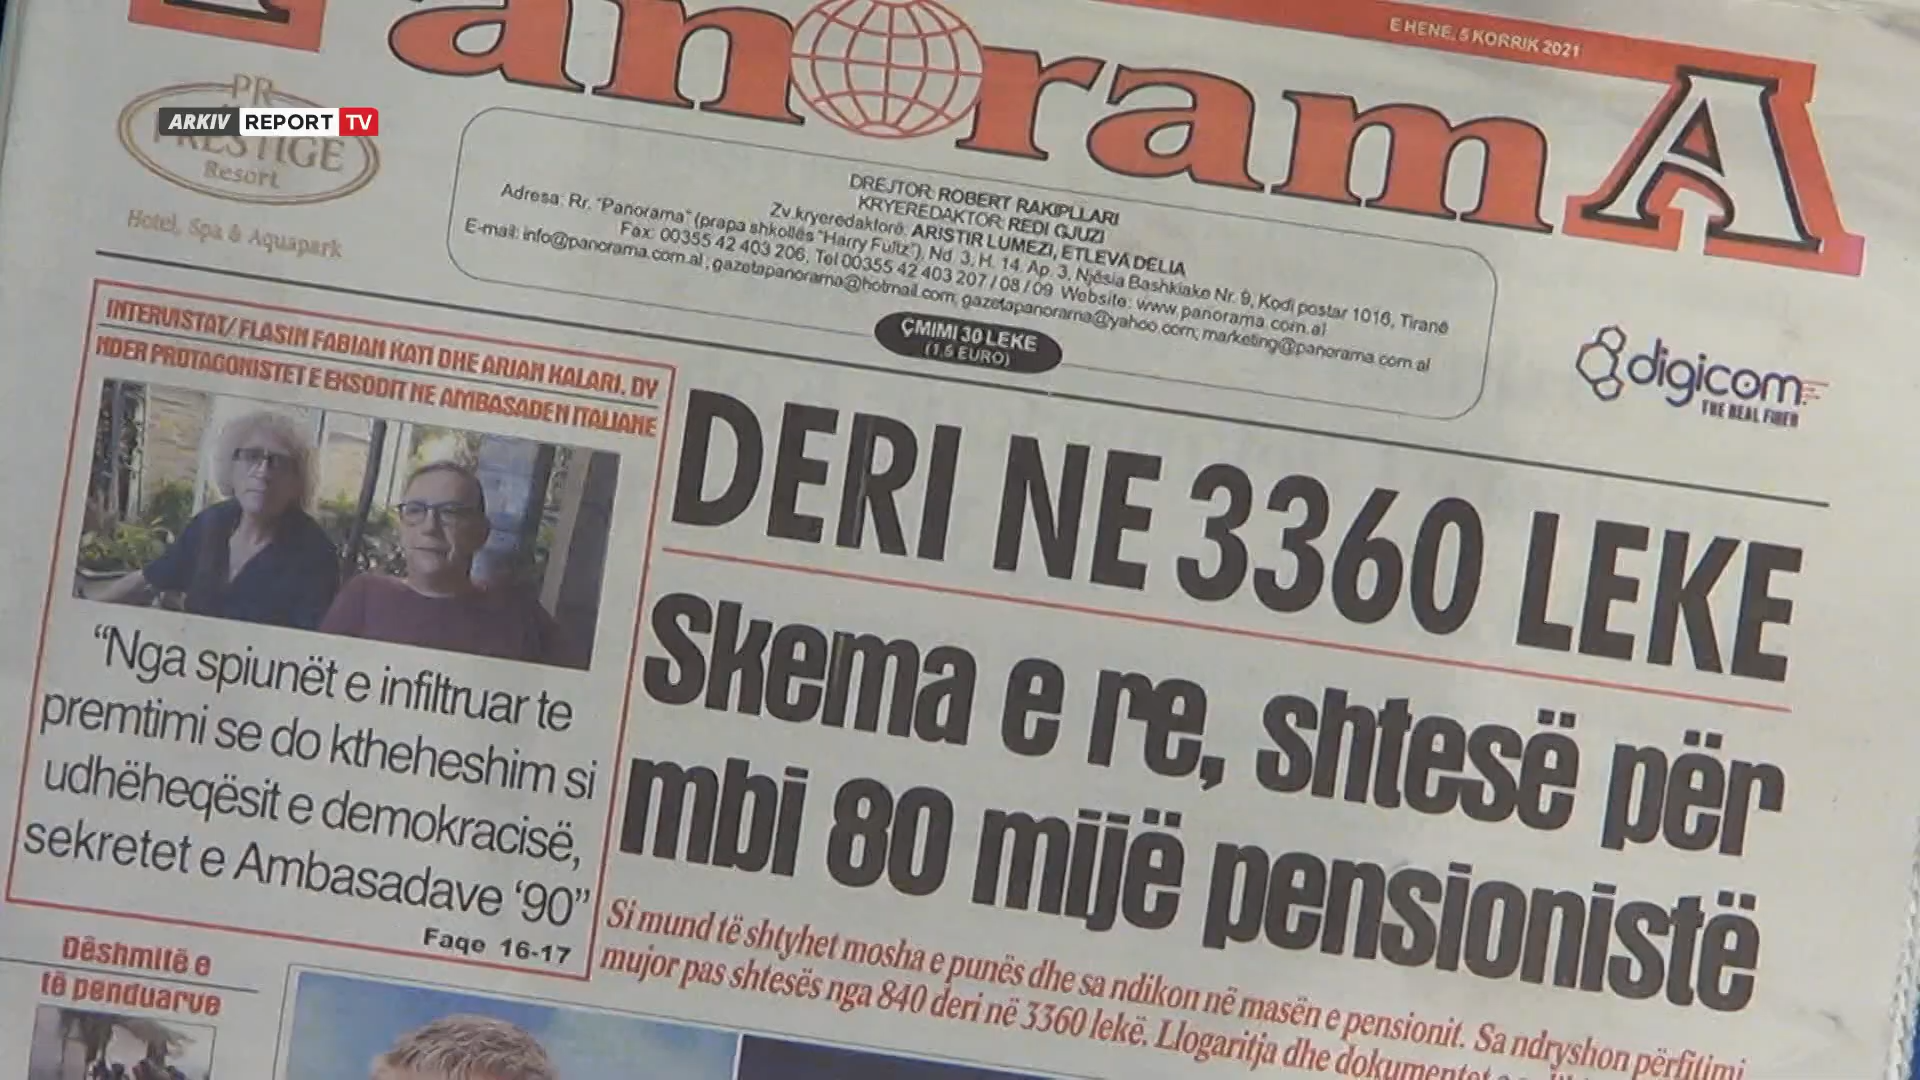 E HENE, 5 KORRIK 2021
PanoramA
PR
PRESTIGE
Resort
Hotel, Spa & Aquapark
ARKIV REPORT TV
DREJTOR: ROBERT RAKIPLLARI
KRYEREDAKTOR: REDI GJUZI
Zv.kryeredaktorë: ARISTIR LUMEZI, ETLEVA DELIA
Adresa: Rr. "Panorama" (prapa shkollës "Harry Fultz"), Nd. 3, H. 14, Ap. 3, Njësia Bashkiake Nr. 9, Kodi postar 1016, Tiranë
Fax: 00355 42 403 206, Tel 00355 42 403 207 / 08 / 09 Website: www.panorama.com.al
E-mail: info@panorama.com.al; gazetapanorama@hotmail.com; gazetapanorama@yahoo.com; marketing@panorama.com.al
ÇMIMI 30 LEKE
(1.5 EURO)
digicom
THE REAL FIBER
INTERVISTAT/ FLASIN FABIAN KATI DHE ARIAN KALARI, DY
NDER PROTAGONISTET E EKSODIT NE AMBASADEN ITALIANE
"Nga spiunët e infiltruar te
premtimi se do ktheheshim si
udhëheqësit e demokracisë,
sekretet e Ambasadave '90"
Faqe 16-17
DERI NE 3360 LEKE
Skema e re, shtesë për
mbi 80 mijë pensionistë
Si mund të shtyhet mosha e punës dhe sa ndikon në masën e pensionit. Sa ndryshon përfitimi
mujor pas shtesës nga 840 deri në 3360 lekë. Llogaritja dhe dokumentet
Dëshmitë e
të penduarve